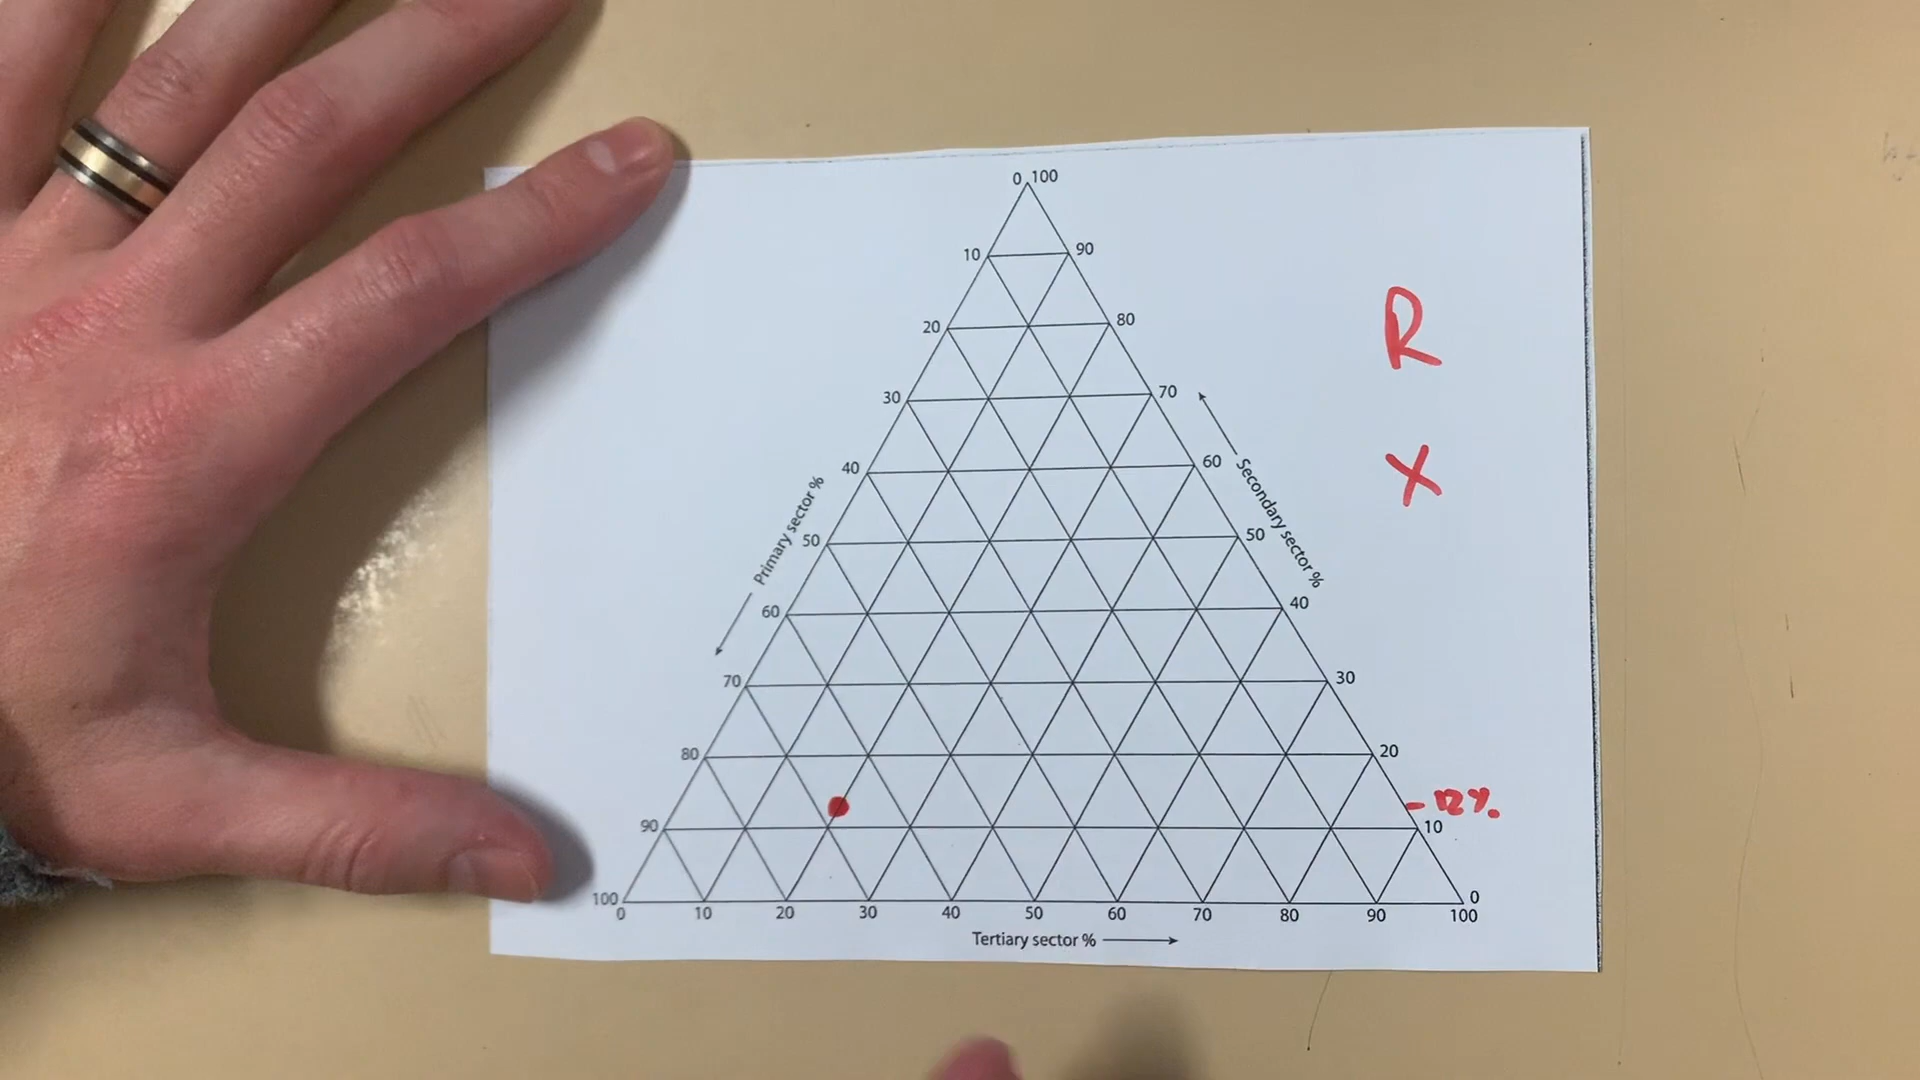 0 100
10 90
20 80
30 70
40 60
50 50
60 40
70 30
80 20
90 10
100 0
0 10 20 30 40 50 60 70 80 90 100
Primary sector %
Secondary sector %
Tertiary sector %
R
X
- 12%